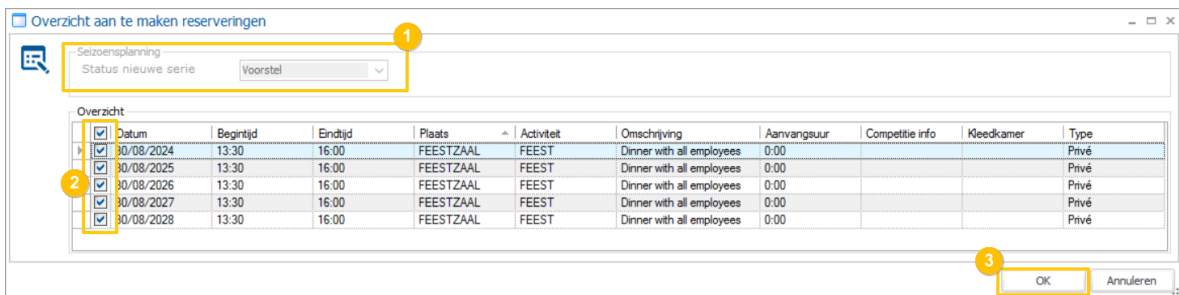 Overzicht aan te maken reserveringen
1
Seizoensplanning
Status nieuwe serie Voorstel
Overzicht
Datum Begintijd Eindtijd Plaats Activiteit Omschrijving Aanvangsuur Competitie info Kleedkamer Type
30/08/2024 13:30 16:00 FEESTZAAL FEEST Dinner with all employees 0:00 Privé
30/08/2025 13:30 16:00 FEESTZAAL FEEST Dinner with all employees 0:00 Privé
2 30/08/2026 13:30 16:00 FEESTZAAL FEEST Dinner with all employees 0:00 Privé
30/08/2027 13:30 16:00 FEESTZAAL FEEST Dinner with all employees 0:00 Privé
30/08/2028 13:30 16:00 FEESTZAAL FEEST Dinner with all employees 0:00 Privé
3
OK Annuleren